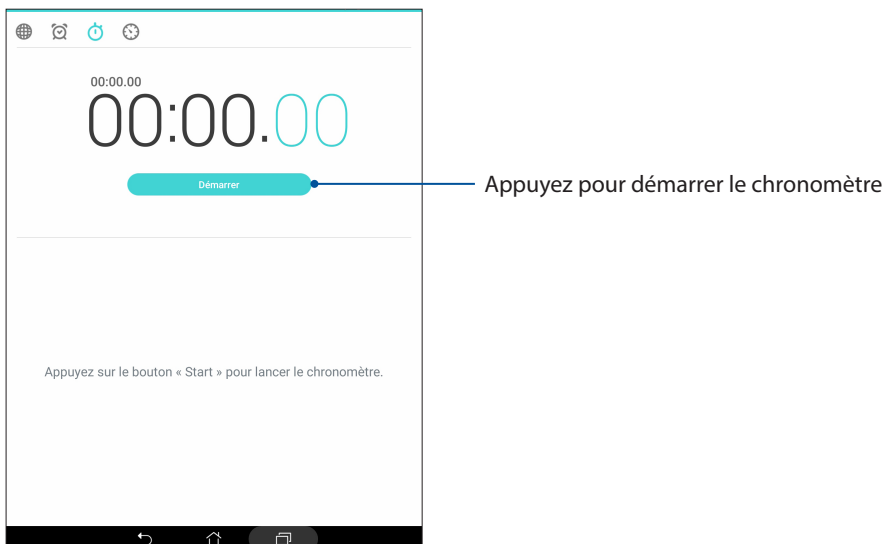 00:00.00
00:00.00
Démarrer
Appuyez pour démarrer le chronomètre
Appuyez sur le bouton « Start » pour lancer le chronomètre.